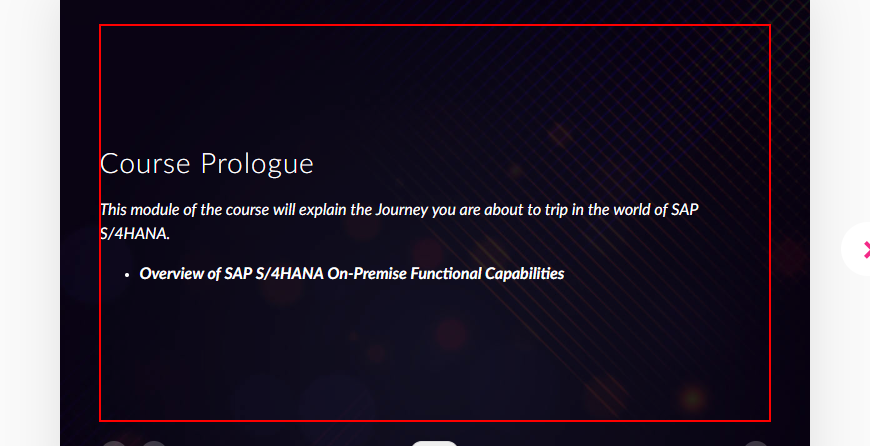 Course Prologue
This module of the course will explain the Journey you are about to trip in the world of SAP
S/4HANA.
• Overview of SAP S/4HANA On-Premise Functional Capabilities